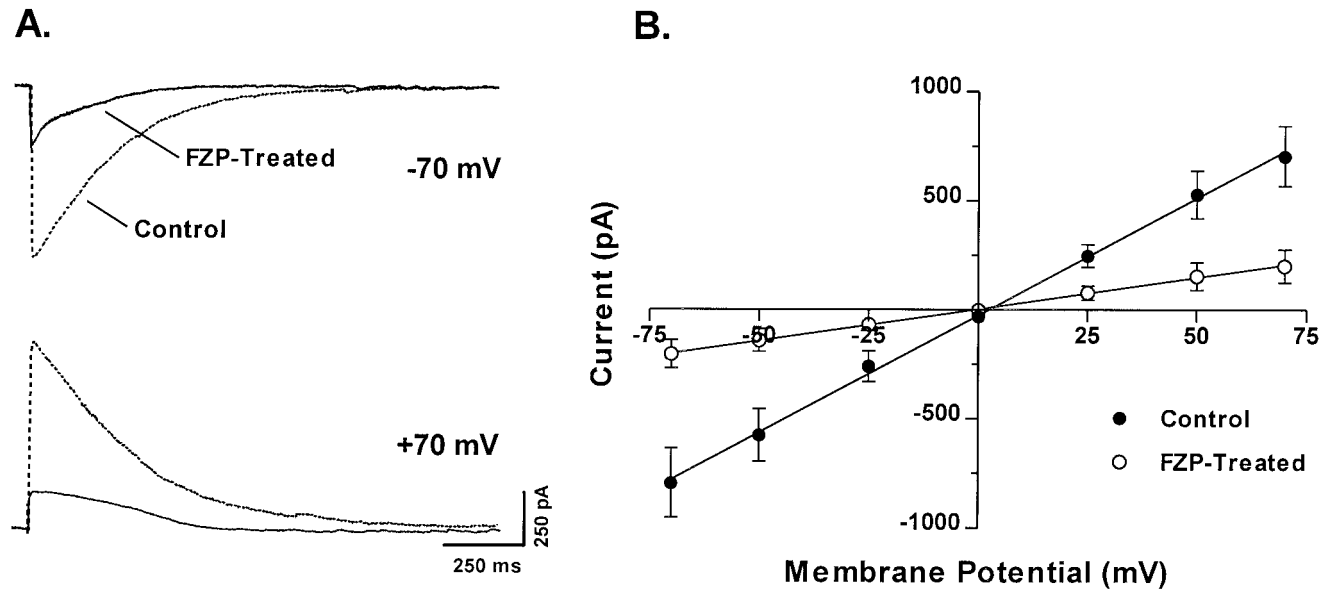 A.
B.
FZP-Treated
-70 mV
Control
+70 mV
250 pA
250 ms
1000
500
-500
-1000
-75
-50
-25
25
50
75
Current (pA)
Membrane Potential (mV)
Control
FZP-Treated